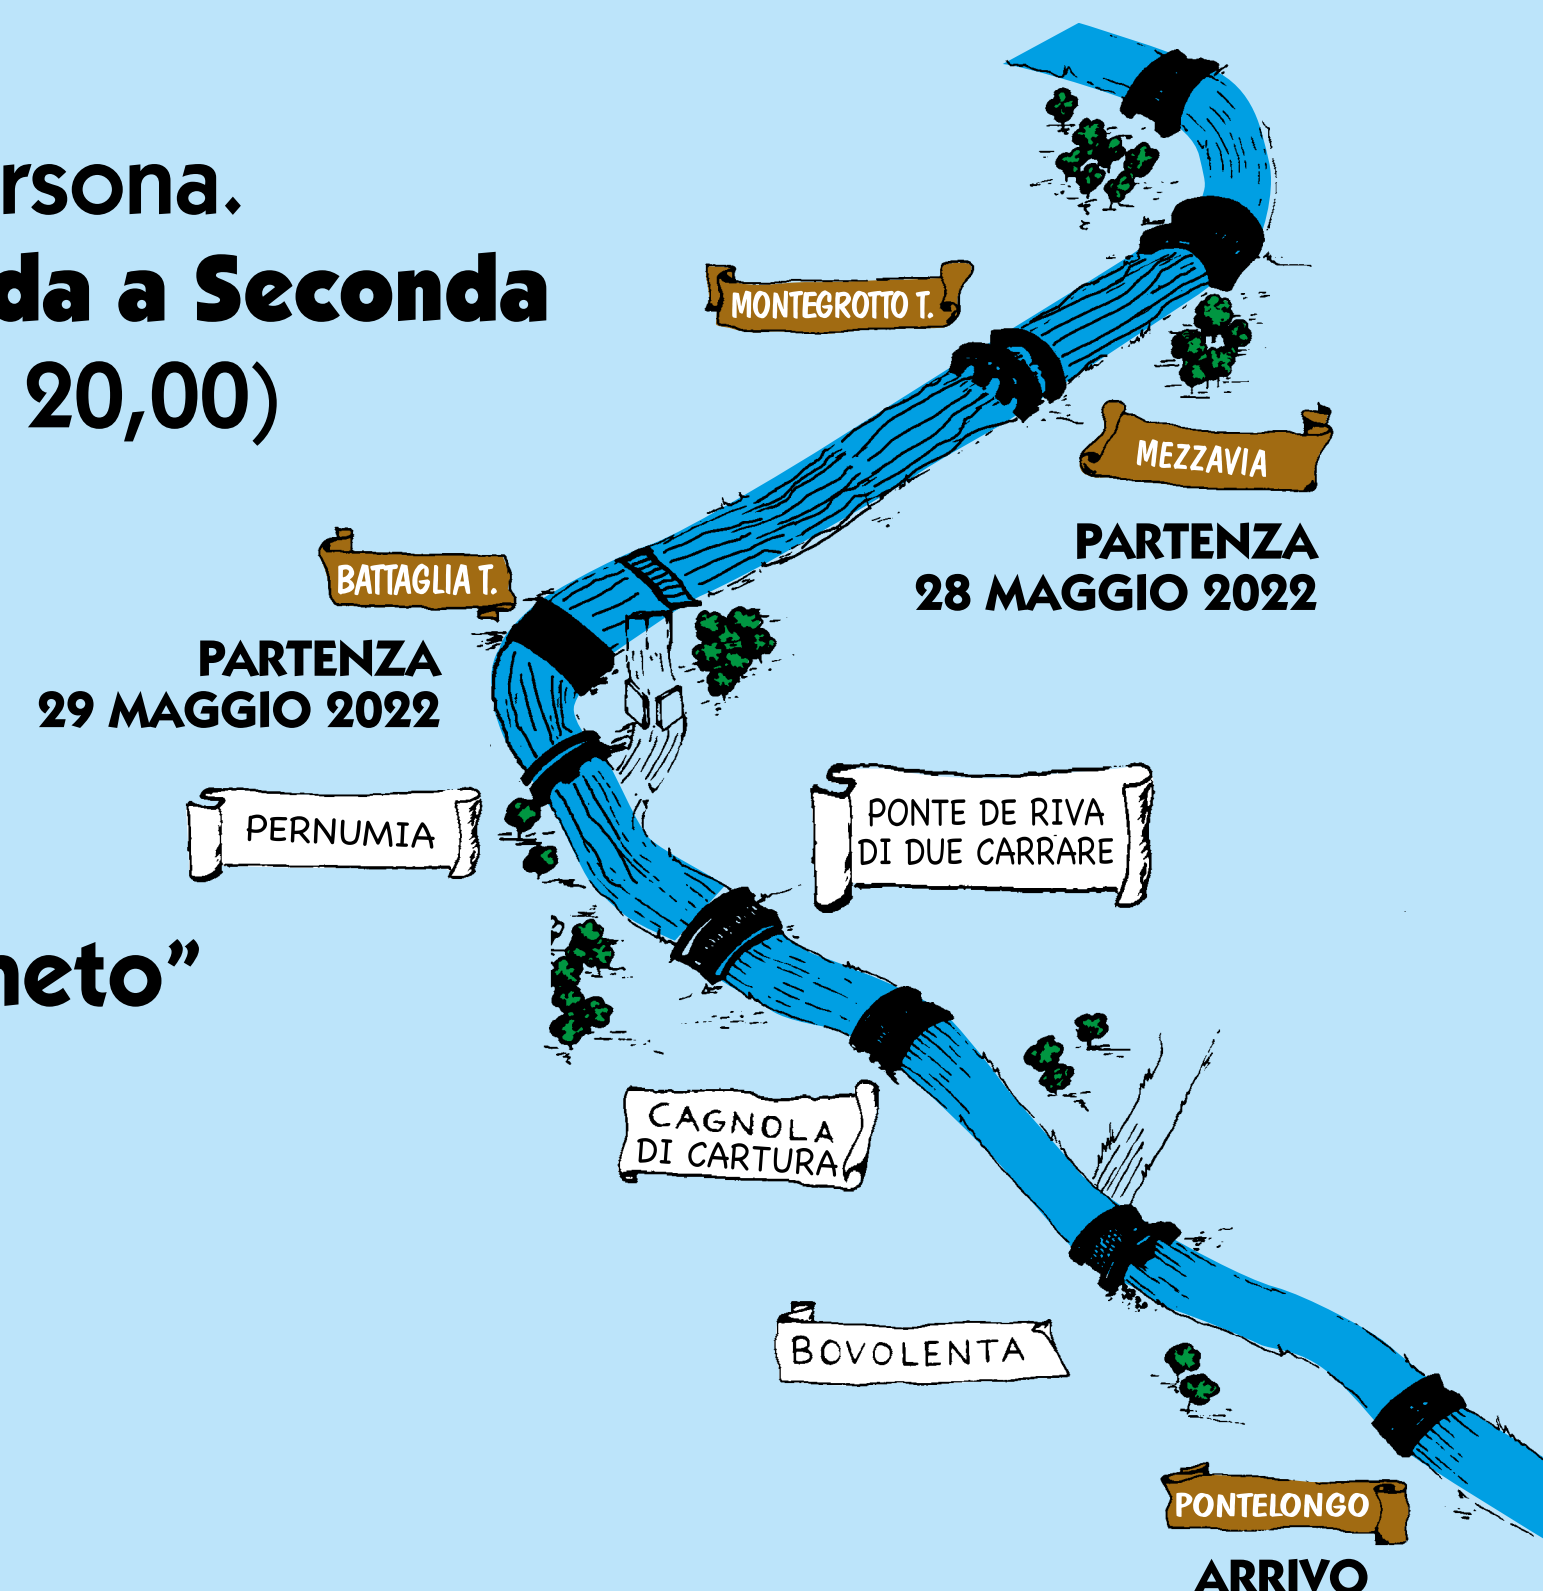 rsona.
da a Seconda
20,00)
MONTEGROTTO T.
MEZZAVIA
PARTENZA
28 MAGGIO 2022
BATTAGLIA T.
PARTENZA
29 MAGGIO 2022
PERNUMIA
PONTE DE RIVA
DI DUE CARRARE
neto”
CAGNOLA
DI CARTURA
BOVOLENTA
PONTELONGO
ARRIVO